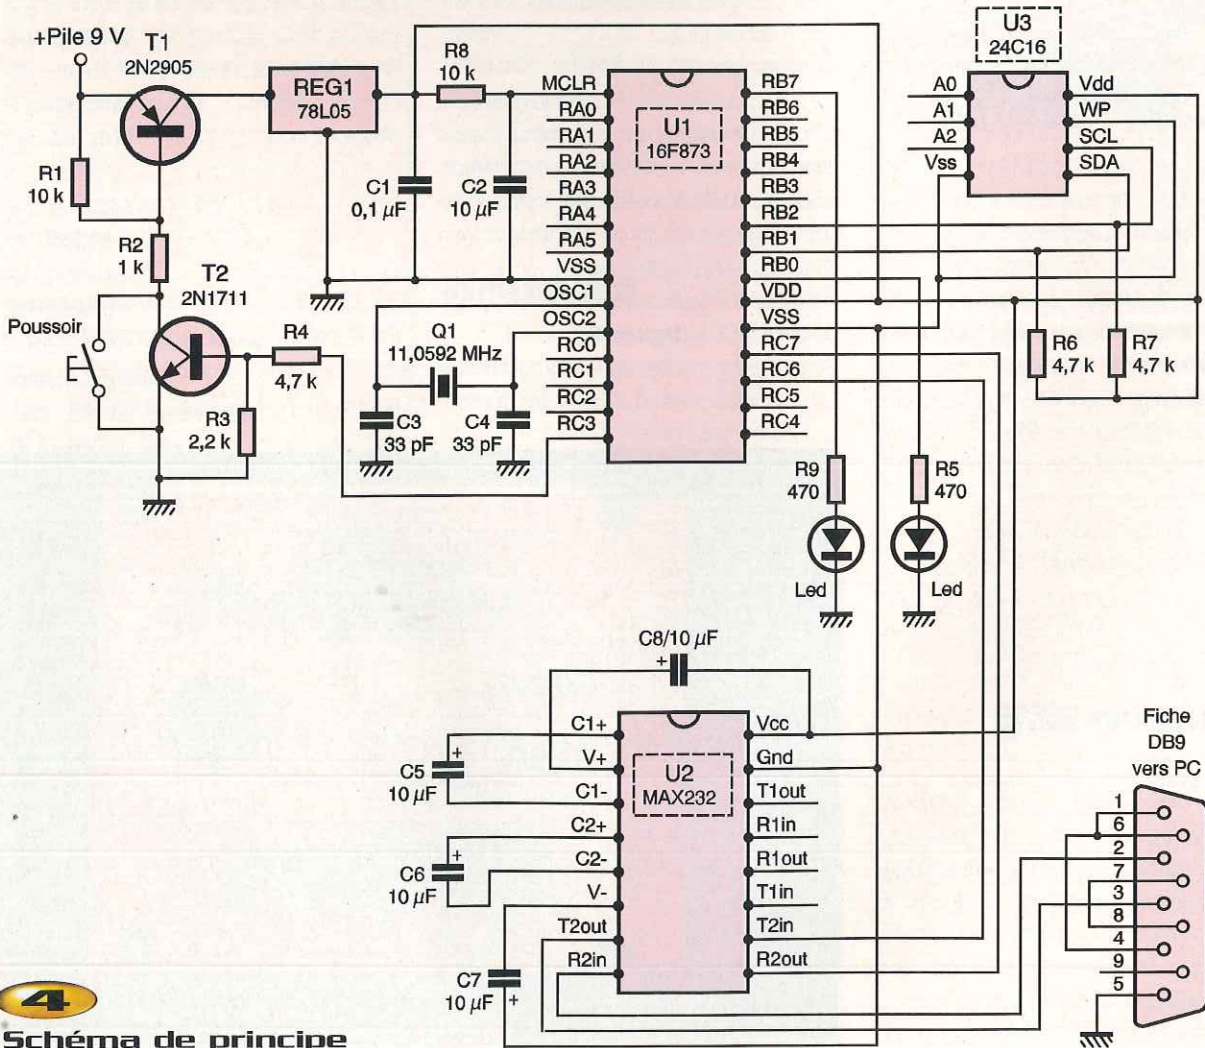 +Pile 9 V
T1
2N2905
REG1
78L05
R8
10 k
R1
10 k
C1
0,1 µF
C2
10 µF
R2
1 k
T2
2N1711
Poussoir
R4
4,7 k
R3
2,2 k
Q1
11,0592 MHz
C3
33 pF
C4
33 pF
MCLR
RA0
RA1
RA2
RA3
RA4
RA5
VSS
OSC1
OSC2
RC0
RC1
RC2
RC3
U1
16F873
RB7
RB6
RB5
RB4
RB3
RB2
RB1
RB0
VDD
VSS
RC7
RC6
RC5
RC4
U3
24C16
A0
A1
A2
Vss
Vdd
WP
SCL
SDA
R6
4,7 k
R7
4,7 k
R9
470
R5
470
Led
Led
C8/10 µF
C5
10 µF
+
C6
10 µF
+
C7
10 µF
+
+
C1+
V+
C1-
C2+
C2-
V-
T2out
R2in
U2
MAX232
Vcc
Gnd
T1out
R1in
R1out
T1in
T2in
R2out
Fiche
DB9
vers PC
1
6
2
7
3
8
4
9
5
4
Schéma de principe